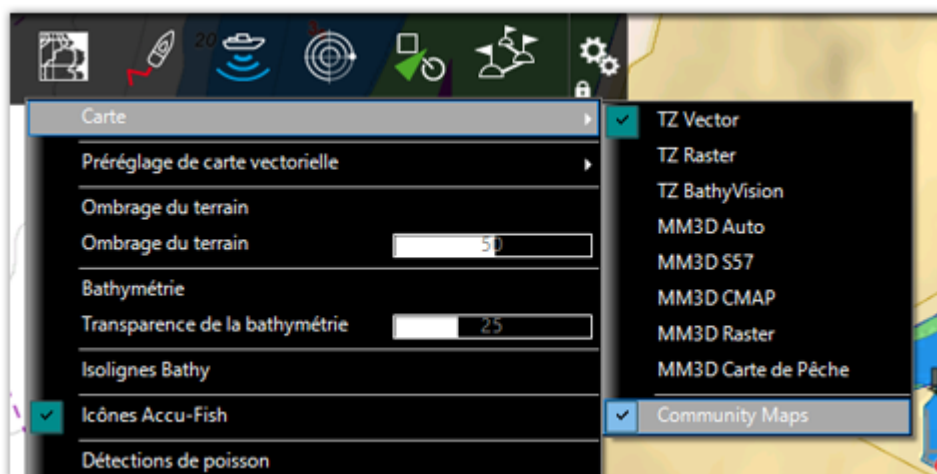 20
Carte
Préréglage de carte vectorielle
Ombrage du terrain
Ombrage du terrain 50
Bathymétrie
Transparence de la bathymétrie 25
Isolignes Bathy
Icônes Accu-Fish
Détections de poisson
TZ Vector
TZ Raster
TZ BathyVision
MM3D Auto
MM3D S57
MM3D CMAP
MM3D Raster
MM3D Carte de Pêche
Community Maps